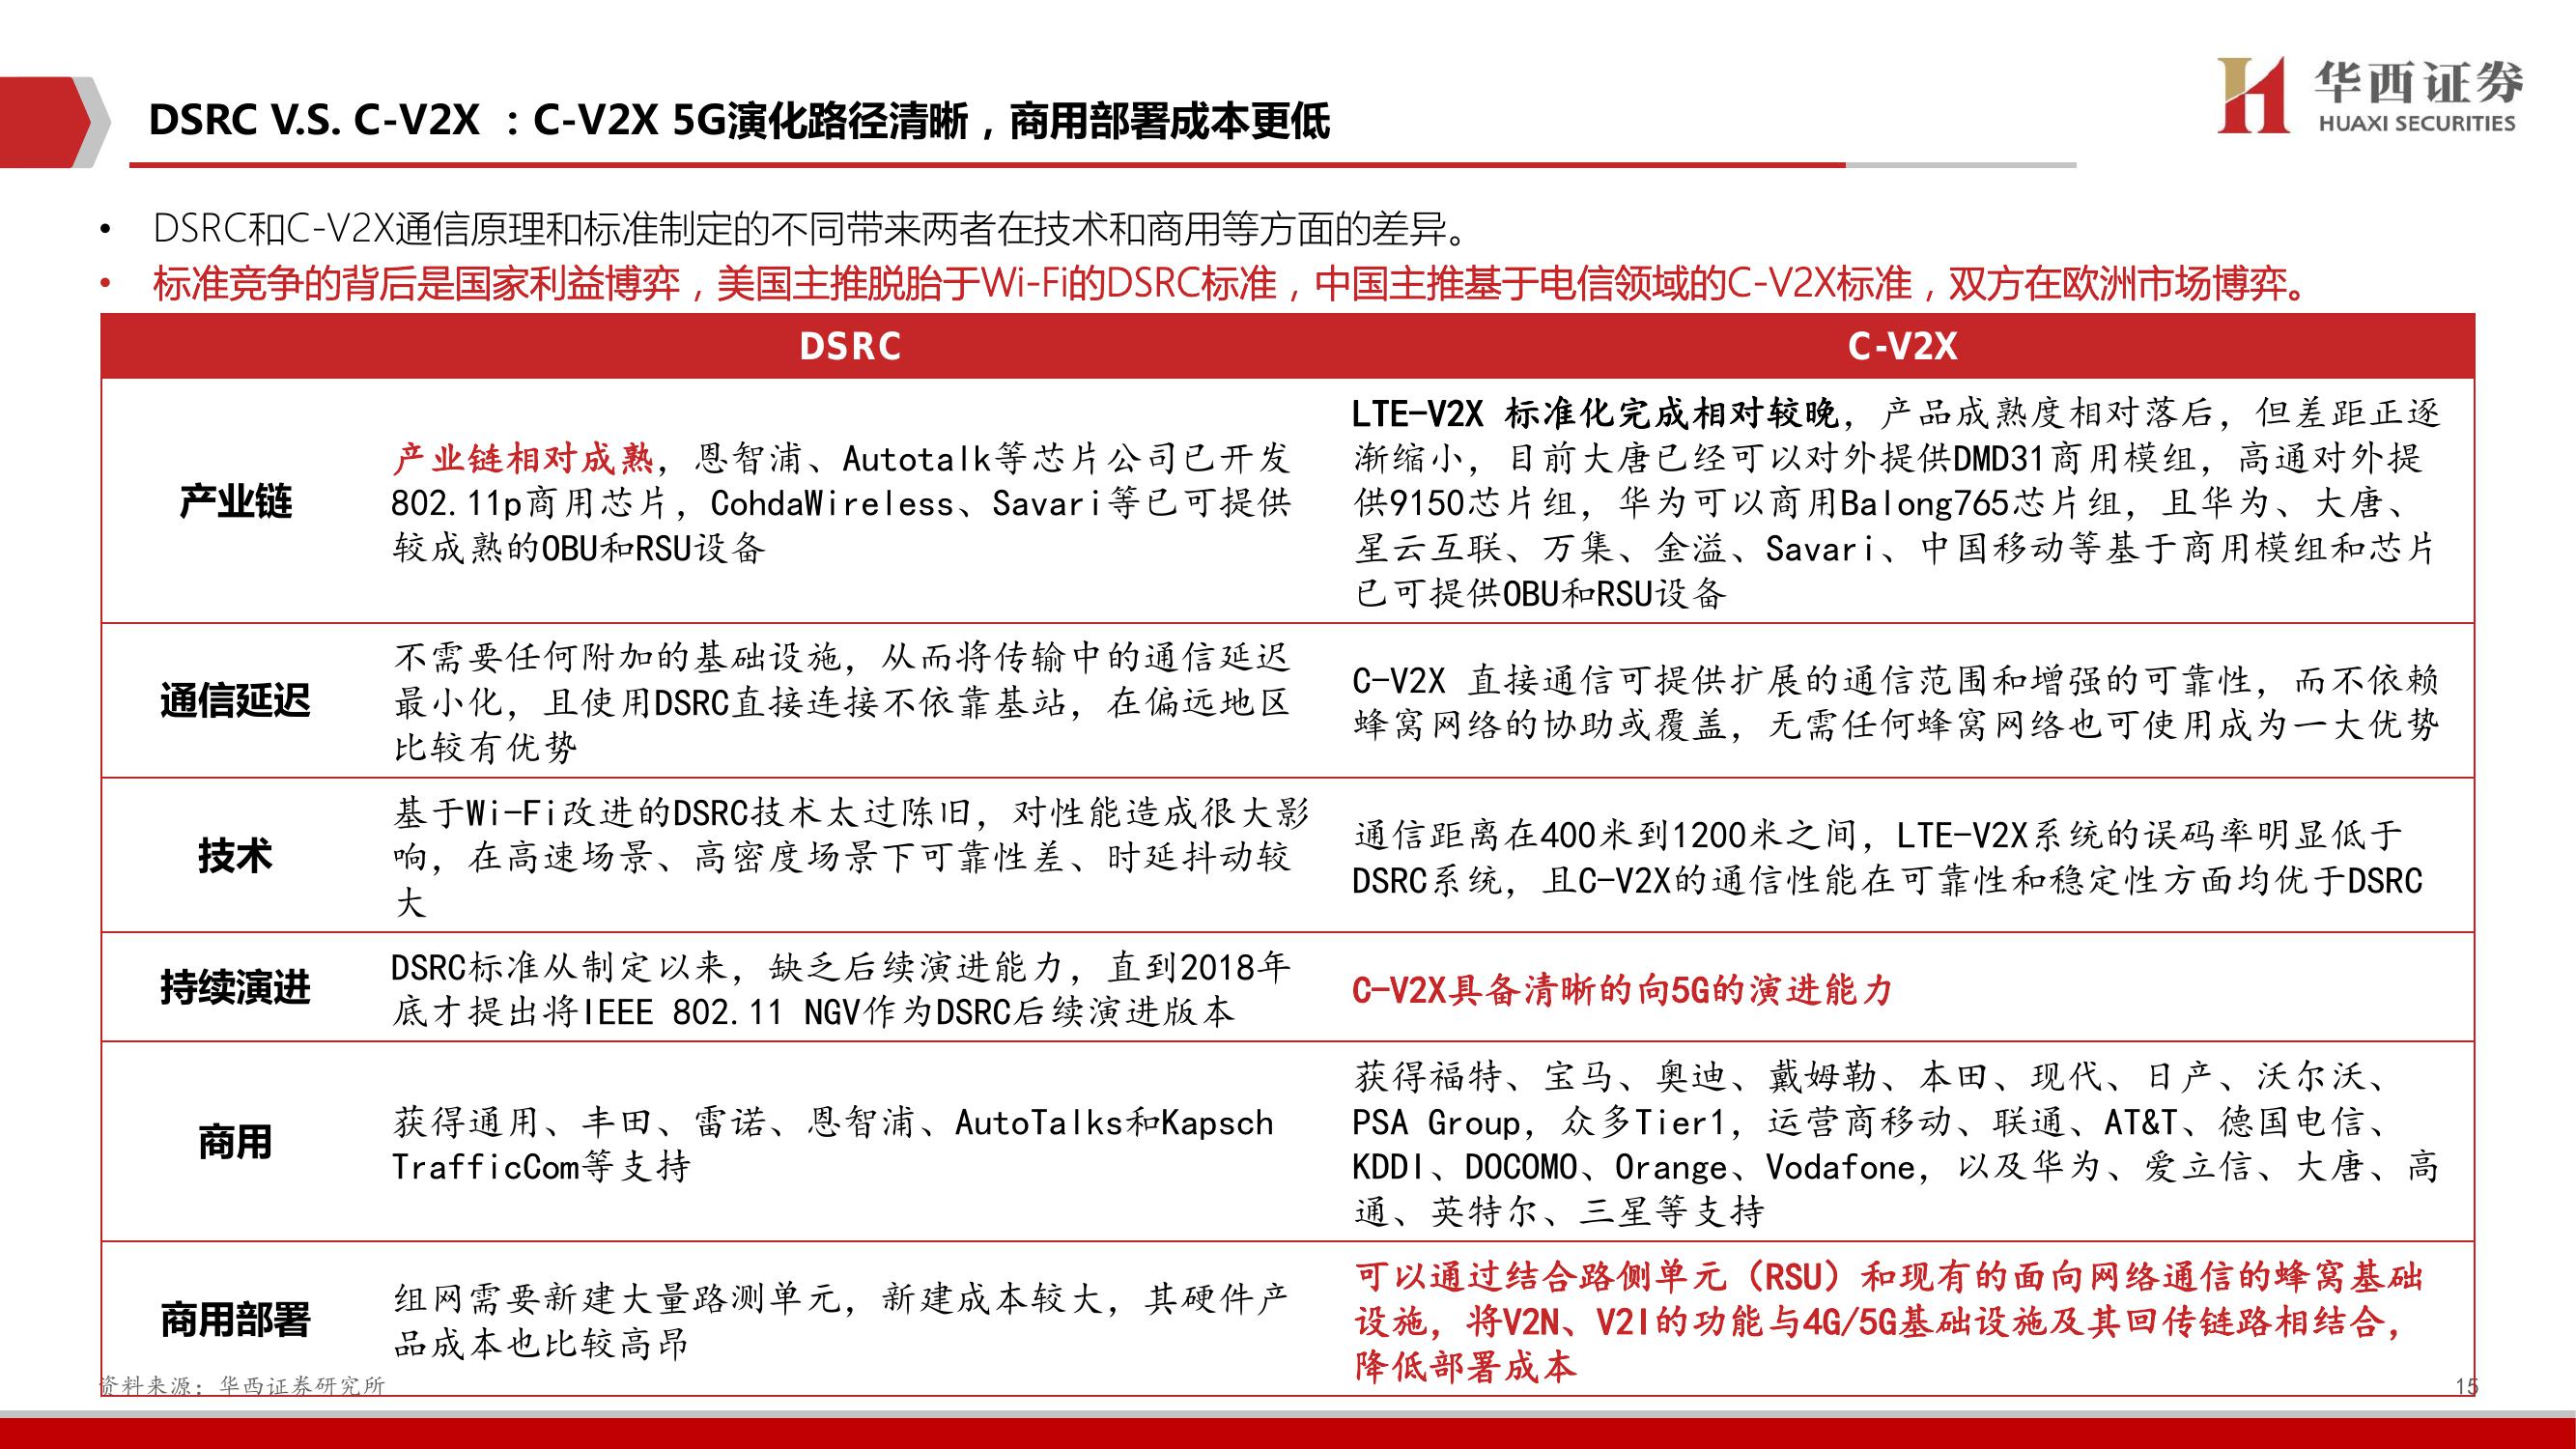 DSRC V.S. C-V2X ：C-V2X 5G演化路径清晰，商用部署成本更低
华西证券
HUAXI SECURITIES
• DSRC和C-V2X通信原理和标准制定的不同带来两者在技术和商用等方面的差异。
• 标准竞争的背后是国家利益博弈，美国主推脱胎于Wi-Fi的DSRC标准，中国主推基于电信领域的C-V2X标准，双方在欧洲市场博弈。
DSRC
C-V2X
产业链
产业链相对成熟，恩智浦、Autotalk等芯片公司已开发
802.11p商用芯片，CohdaWireless、Savari等已可提供
较成熟的OBU和RSU设备
LTE-V2X 标准化完成相对较晚，产品成熟度相对落后，但差距正逐
渐缩小，目前大唐已经可以对外提供DMD31商用模组，高通对外提
供9150芯片组，华为可以商用Balong765芯片组，且华为、大唐、
星云互联、万集、金溢、Savari、中国移动等基于商用模组和芯片
已可提供OBU和RSU设备
通信延迟
不需要任何附加的基础设施，从而将传输中的通信延迟
最小化，且使用DSRC直接连接不依靠基站，在偏远地区
比较有优势
C-V2X 直接通信可提供扩展的通信范围和增强的可靠性，而不依赖
蜂窝网络的协助或覆盖，无需任何蜂窝网络也可使用成为一大优势
技术
基于Wi-Fi改进的DSRC技术太过陈旧，对性能造成很大影
响，在高速场景、高密度场景下可靠性差、时延抖动较
大
通信距离在400米到1200米之间，LTE-V2X系统的误码率明显低于
DSRC系统，且C-V2X的通信性能在可靠性和稳定性方面均优于DSRC
持续演进
DSRC标准从制定以来，缺乏后续演进能力，直到2018年
底才提出将IEEE 802.11 NGV作为DSRC后续演进版本
C-V2X具备清晰的向5G的演进能力
商用
获得通用、丰田、雷诺、恩智浦、AutoTalks和Kapsch
TrafficCom等支持
获得福特、宝马、奥迪、戴姆勒、本田、现代、日产、沃尔沃、
PSA Group，众多Tier1，运营商移动、联通、AT&T、德国电信、
KDDI、DOCOMO、Orange、Vodafone，以及华为、爱立信、大唐、高
通、英特尔、三星等支持
商用部署
组网需要新建大量路测单元，新建成本较大，其硬件产
品成本也比较高昂
可以通过结合路侧单元（RSU）和现有的面向网络通信的蜂窝基础
设施，将V2N、V2I的功能与4G/5G基础设施及其回传链路相结合，
降低部署成本
资料来源：华西证券研究所
15